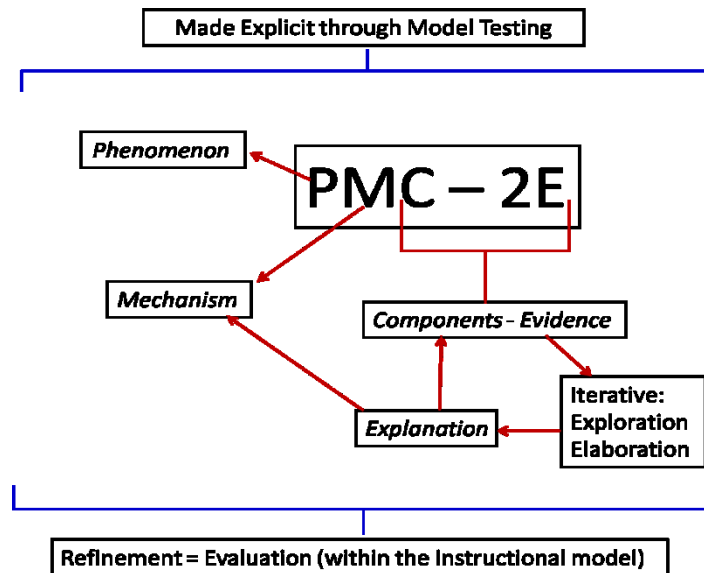 Made Explicit through Model Testing
Phenomenon
PMC – 2E
Mechanism
Components - Evidence
Iterative:
Exploration
Elaboration
Explanation
Refinement = Evaluation (within the instructional model)